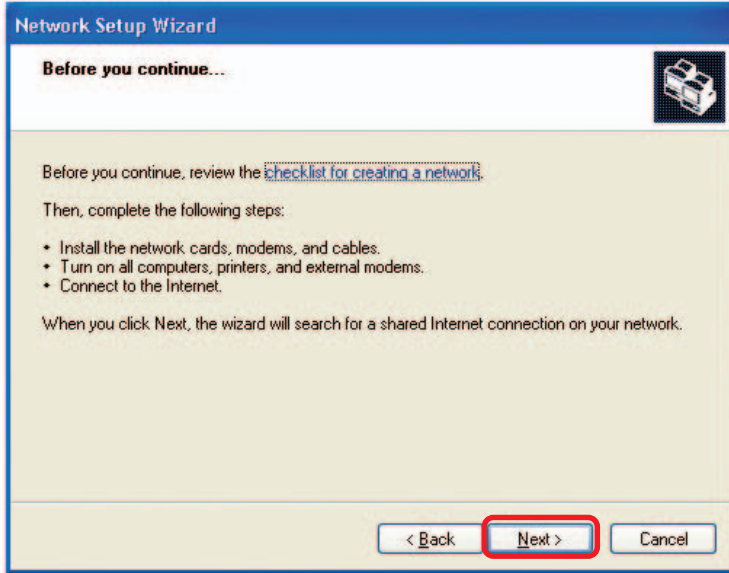 Network Setup Wizard
Before you continue...
Before you continue, review the checklist for creating a network.
Then, complete the following steps:
• Install the network cards, modems, and cables.
• Turn on all computers, printers, and external modems.
• Connect to the Internet.
When you click Next, the wizard will search for a shared Internet connection on your network.
< Back Next > Cancel